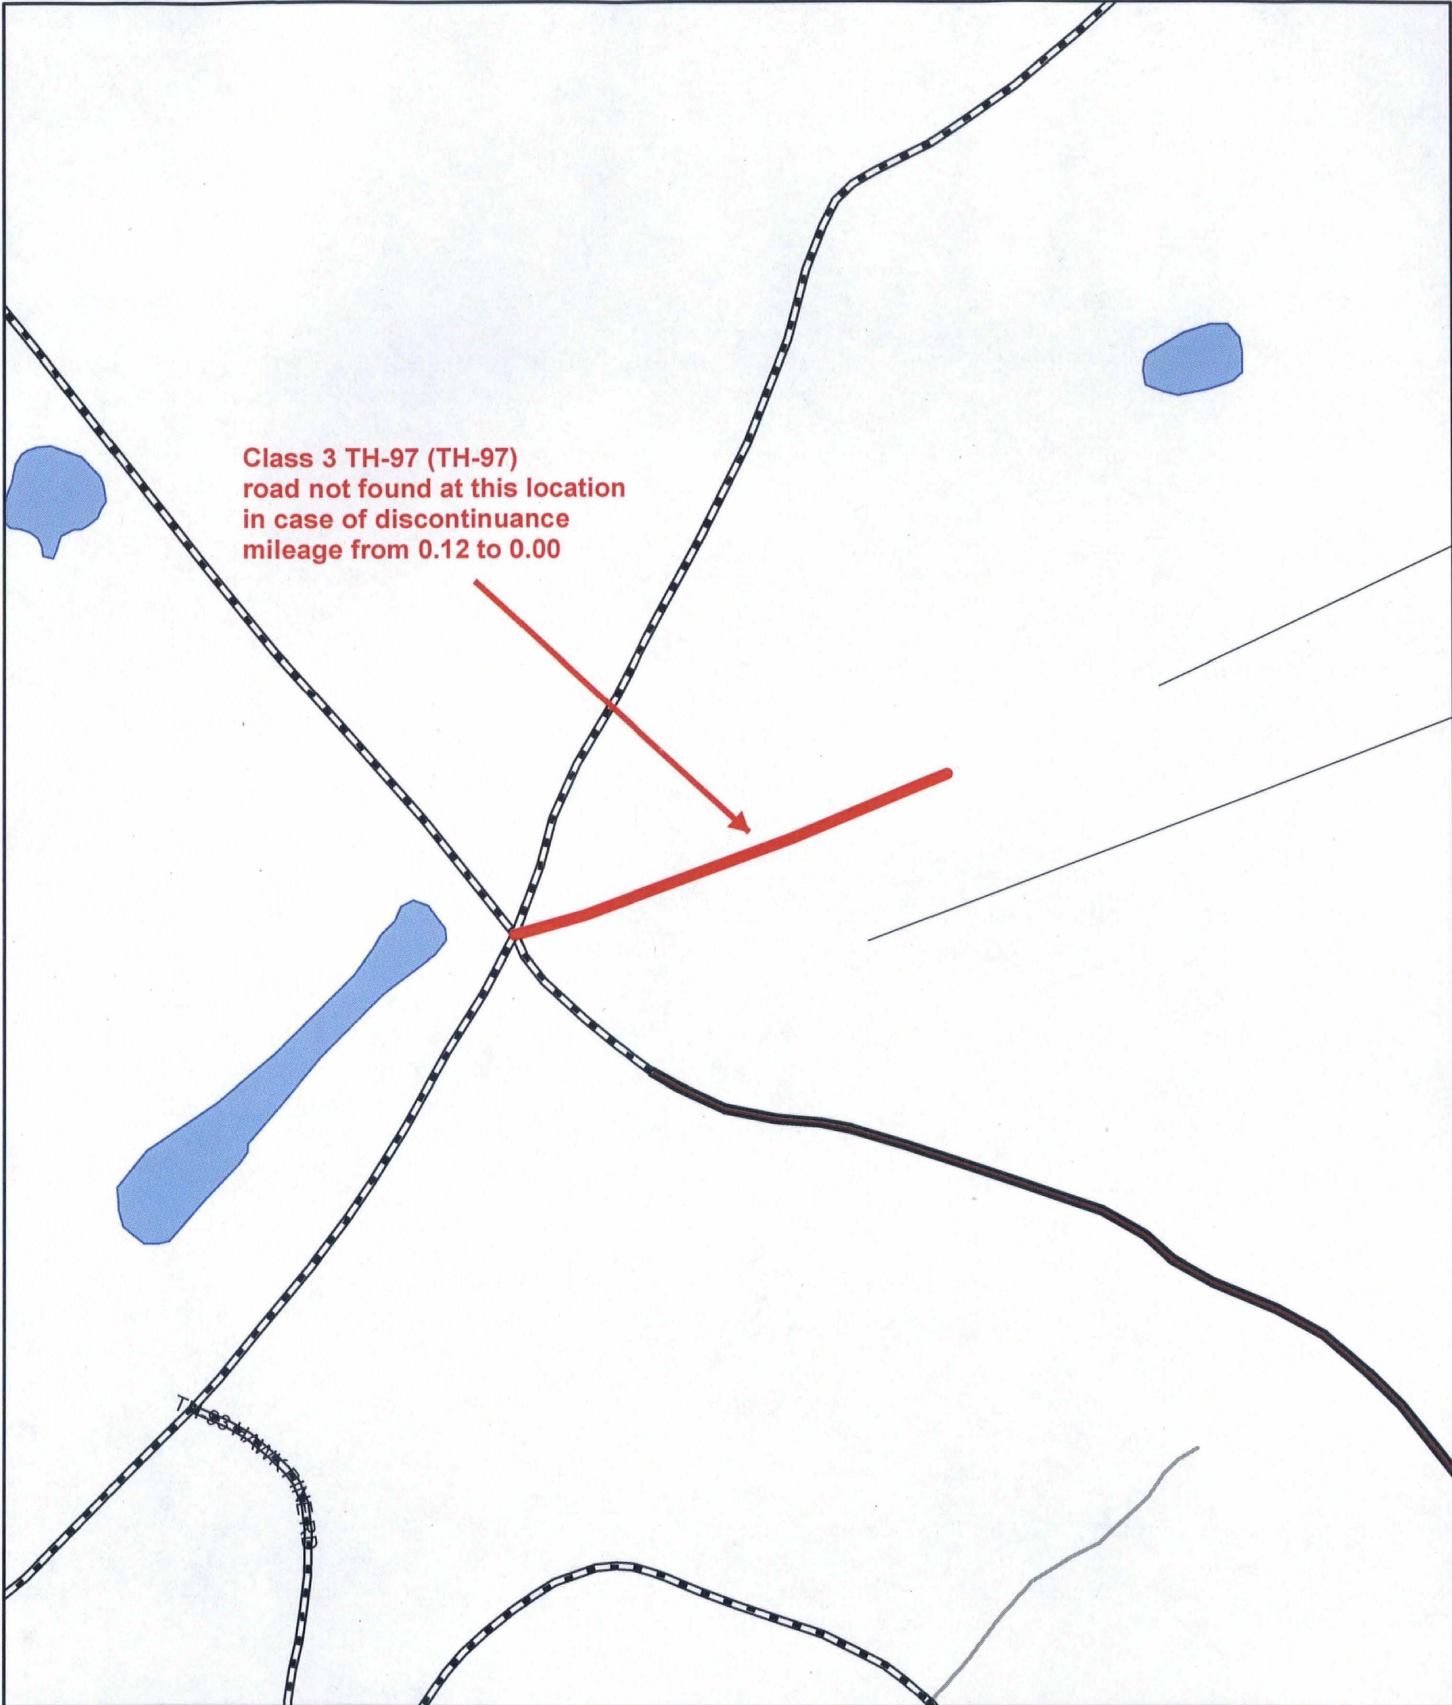 Class 3 TH-97 (TH-97)
road not found at this location
in case of discontinuance
mileage from 0.12 to 0.00